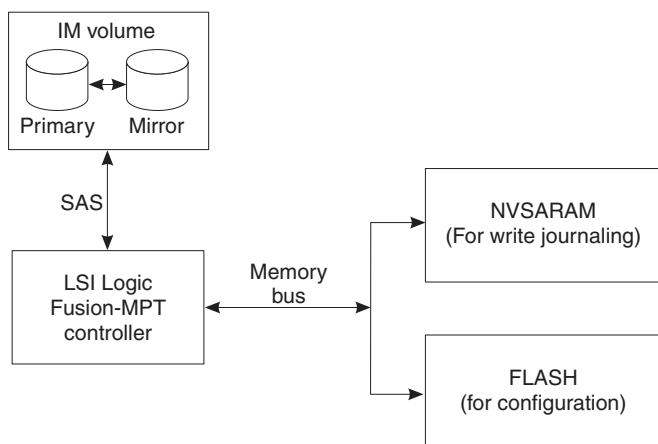 IM volume
Primary
Mirror
SAS
LSI Logic
Fusion-MPT
controller
Memory
bus
NVSARAM
(For write journaling)
FLASH
(for configuration)